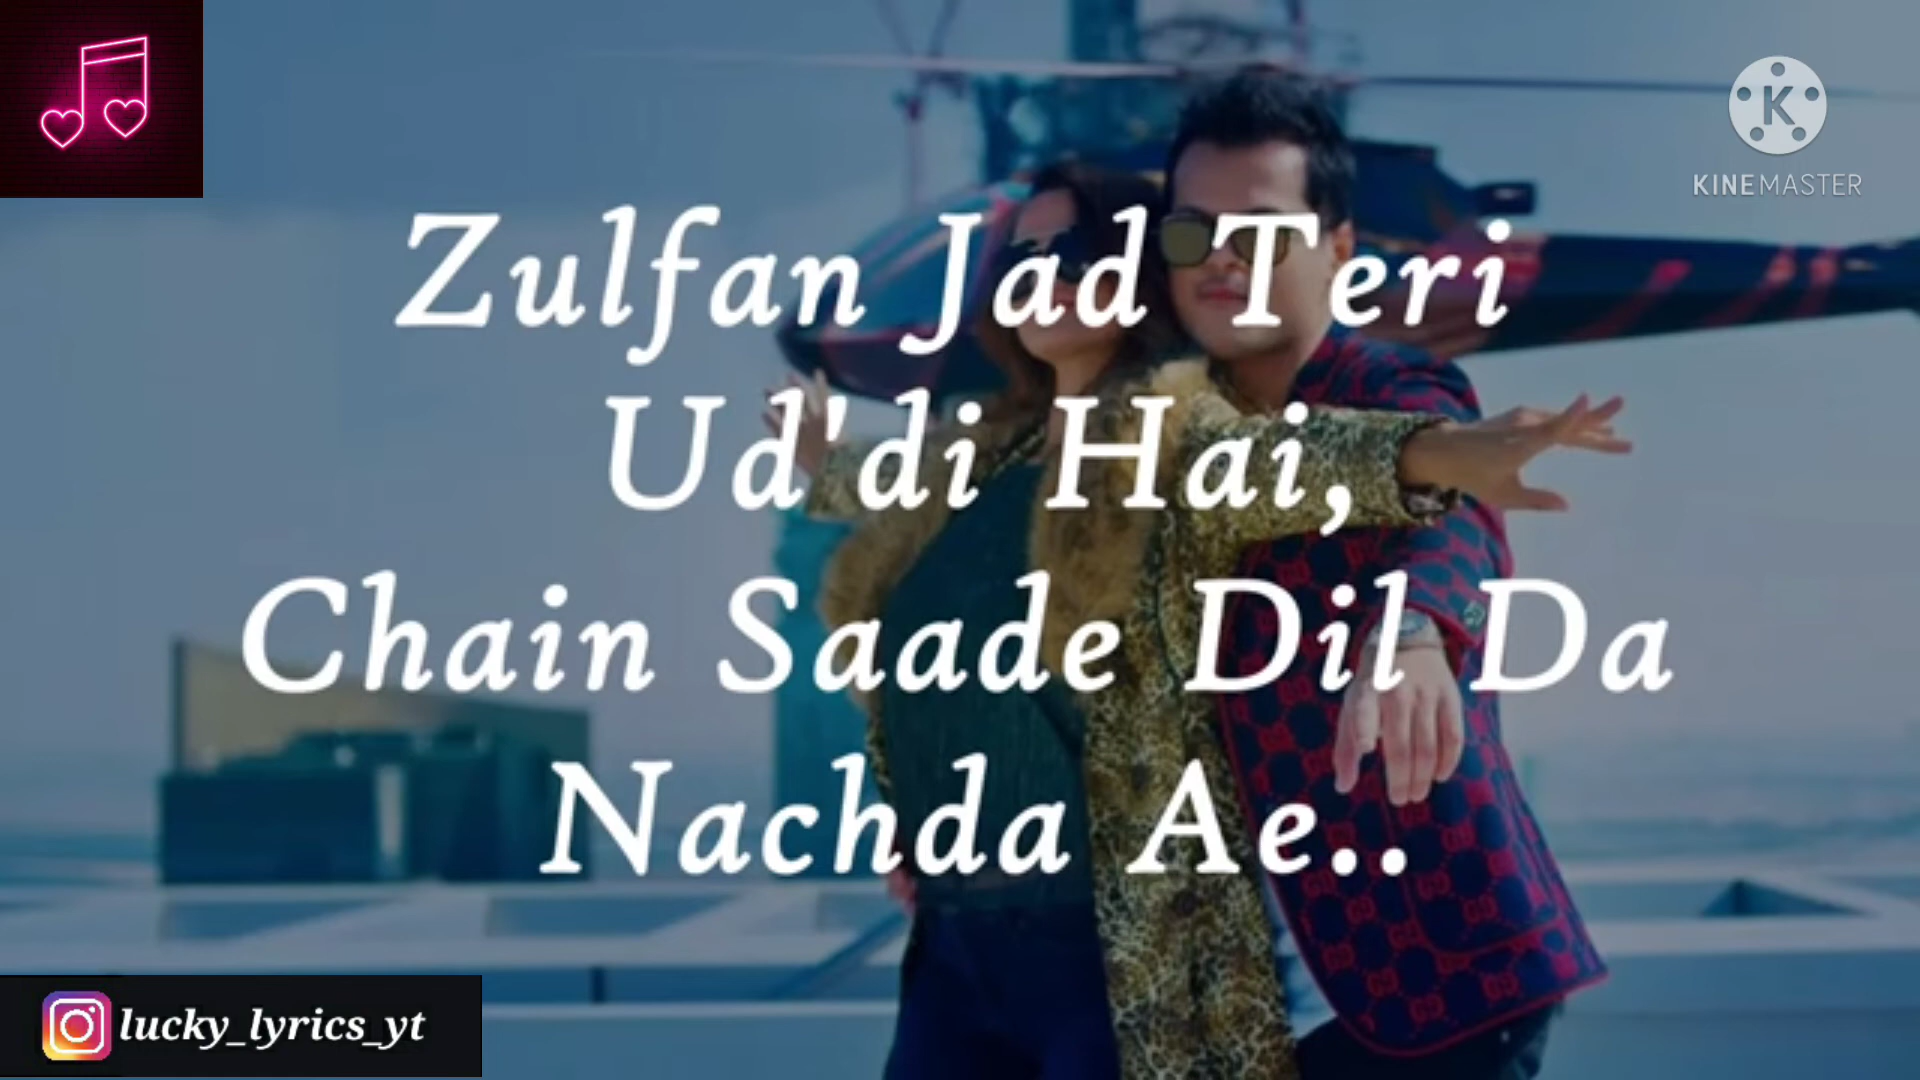 K
KINEMASTER
Zulfan Jad Teri
Ud'di Hai,
Chain Saade Dil Da
Nachda Ae..
lucky_lyrics_yt